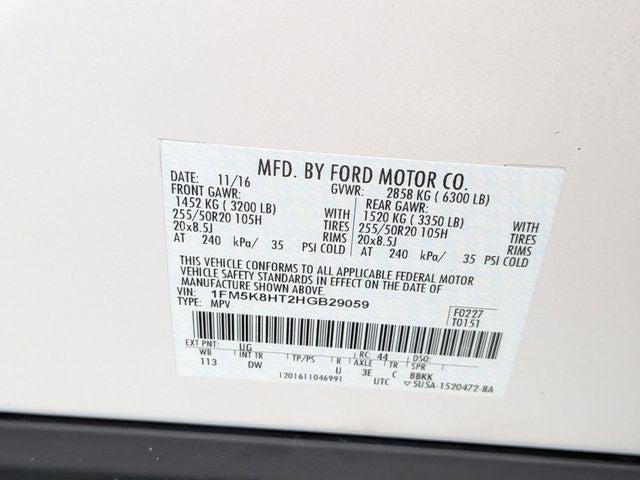 MFD. BY FORD MOTOR CO.
DATE: 11/16 GVWR: 2858 KG ( 6300 LB)
FRONT GAWR: REAR GAWR:
1452 KG ( 3200 LB) WITH 1520 KG ( 3350 LB) WITH
255/50R20 105H TIRES 255/50R20 105H TIRES
20x8.5J RIMS 20x8.5J RIMS
AT 240 kPa/ 35 PSI COLD AT 240 kPa/ 35 PSI COLD
THIS VEHICLE CONFORMS TO ALL APPLICABLE FEDERAL MOTOR
VEHICLE SAFETY STANDARDS IN EFFECT ON THE DATE OF
MANUFACTURE SHOWN ABOVE.
VIN: 1FM5K8HT2HGB29059 F0227
TYPE: MPV T0151
EXT PNT: UG RC: 44 DSO:
WB INT TR TP/PS R AXLE TR SPR
113 DW U 3E C BBKK
1201611046991 UTC ▽5U5A-1520472-BA